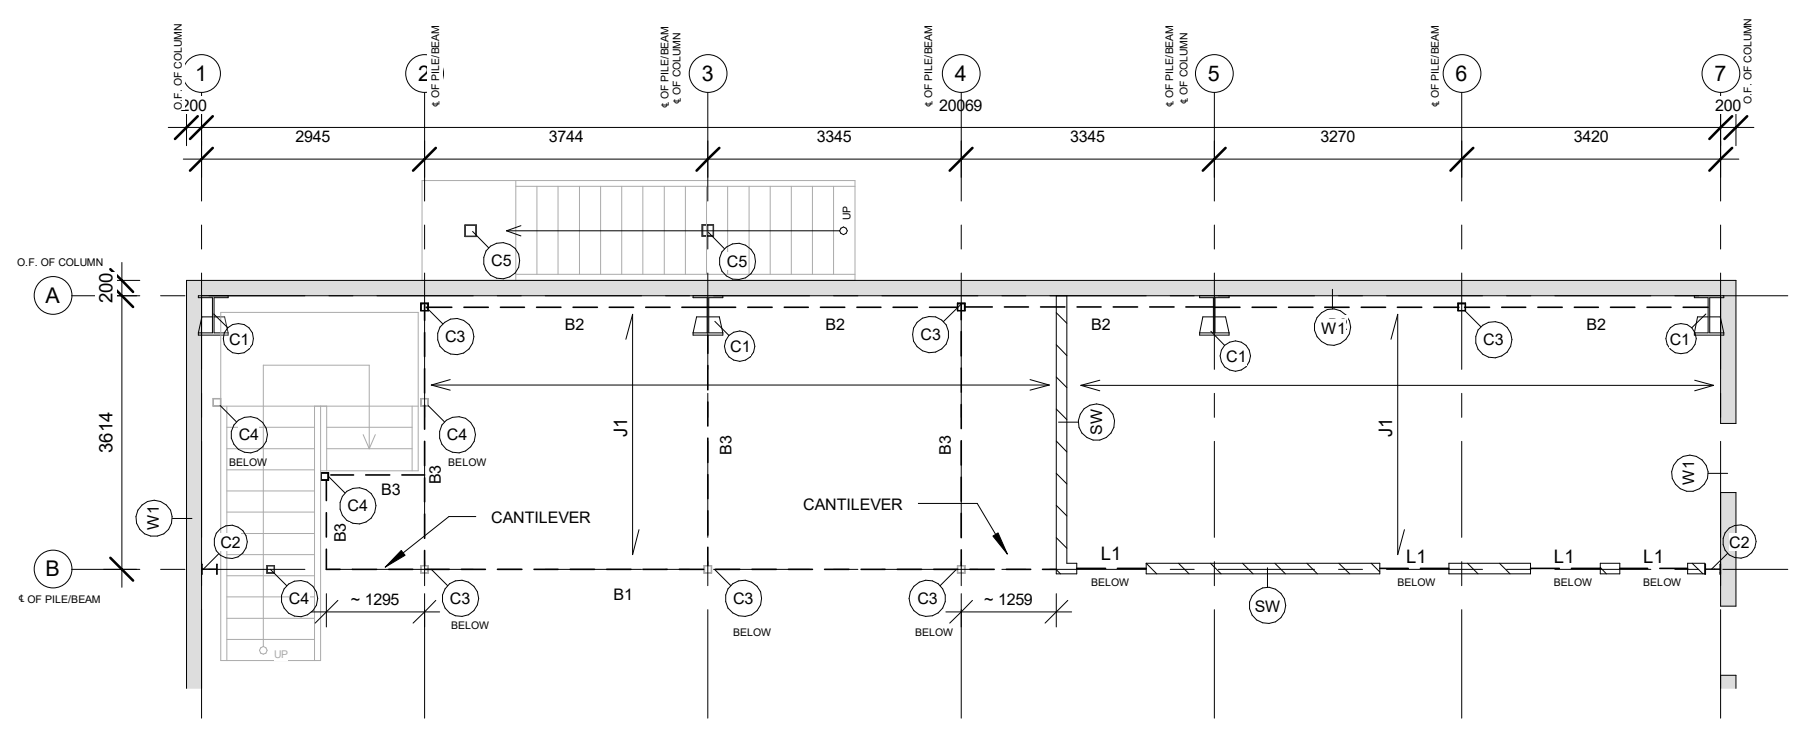 O.F. OF COLUMN
1
2
℄ OF PILE/BEAM
℄ OF PILE/BEAM
℄ OF COLUMN
3
℄ OF PILE/BEAM
4
℄ OF PILE/BEAM
℄ OF COLUMN
5
℄ OF PILE/BEAM
6
7
O.F. OF COLUMN
200
20069
200
2945
3744
3345
3345
3270
3420
UP
C5
C5
O.F. OF COLUMN
A
200
C1
C3
B2
C1
B2
C3
B2
C1
W1
C3
B2
C1
3614
C4
BELOW
C4
BELOW
J1
B3
B3
SW
J1
B3
B3
C4
B3
W1
CANTILEVER
CANTILEVER
W1
C2
B
℄ OF PILE/BEAM
L1
BELOW
L1
BELOW
L1
BELOW
L1
BELOW
C2
C4
~ 1295
C3
BELOW
B1
C3
BELOW
C3
BELOW
~ 1259
SW
UP